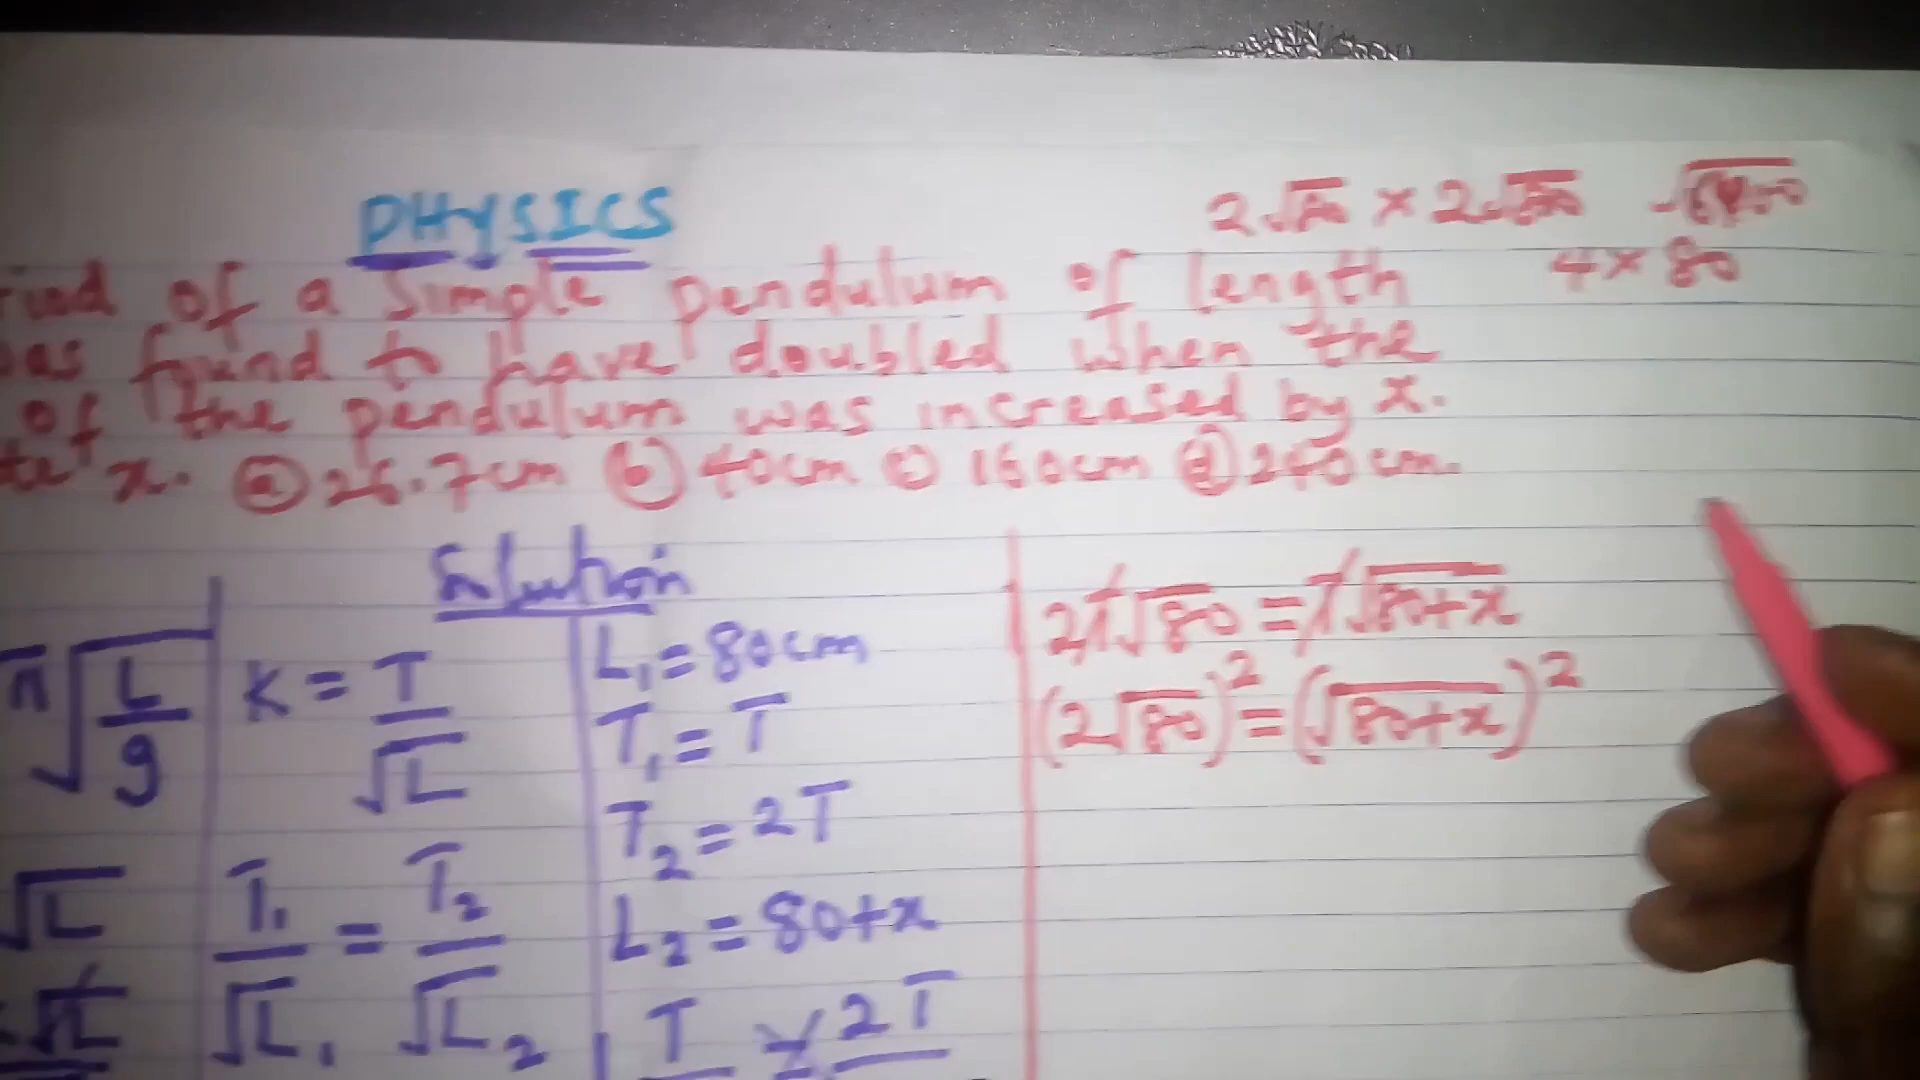 PHYSICS
2√80 × 2√80 √6400
4 × 80
of a Simple pendulum of length
found to have doubled when the
of the pendulum was increased by x.
x. (a) 26.7cm (b) 40cm (c) 160cm (d) 240cm.
Solution
π√L/g
K = T/√L
L₁ = 80cm
T₁ = T
T₂ = 2T
L₂ = 80+x
√L
T₁/√L₁ = T₂/√L₂
√L
T 2T
2T√80 = T√80+x
(2√80)² = (√80+x)²